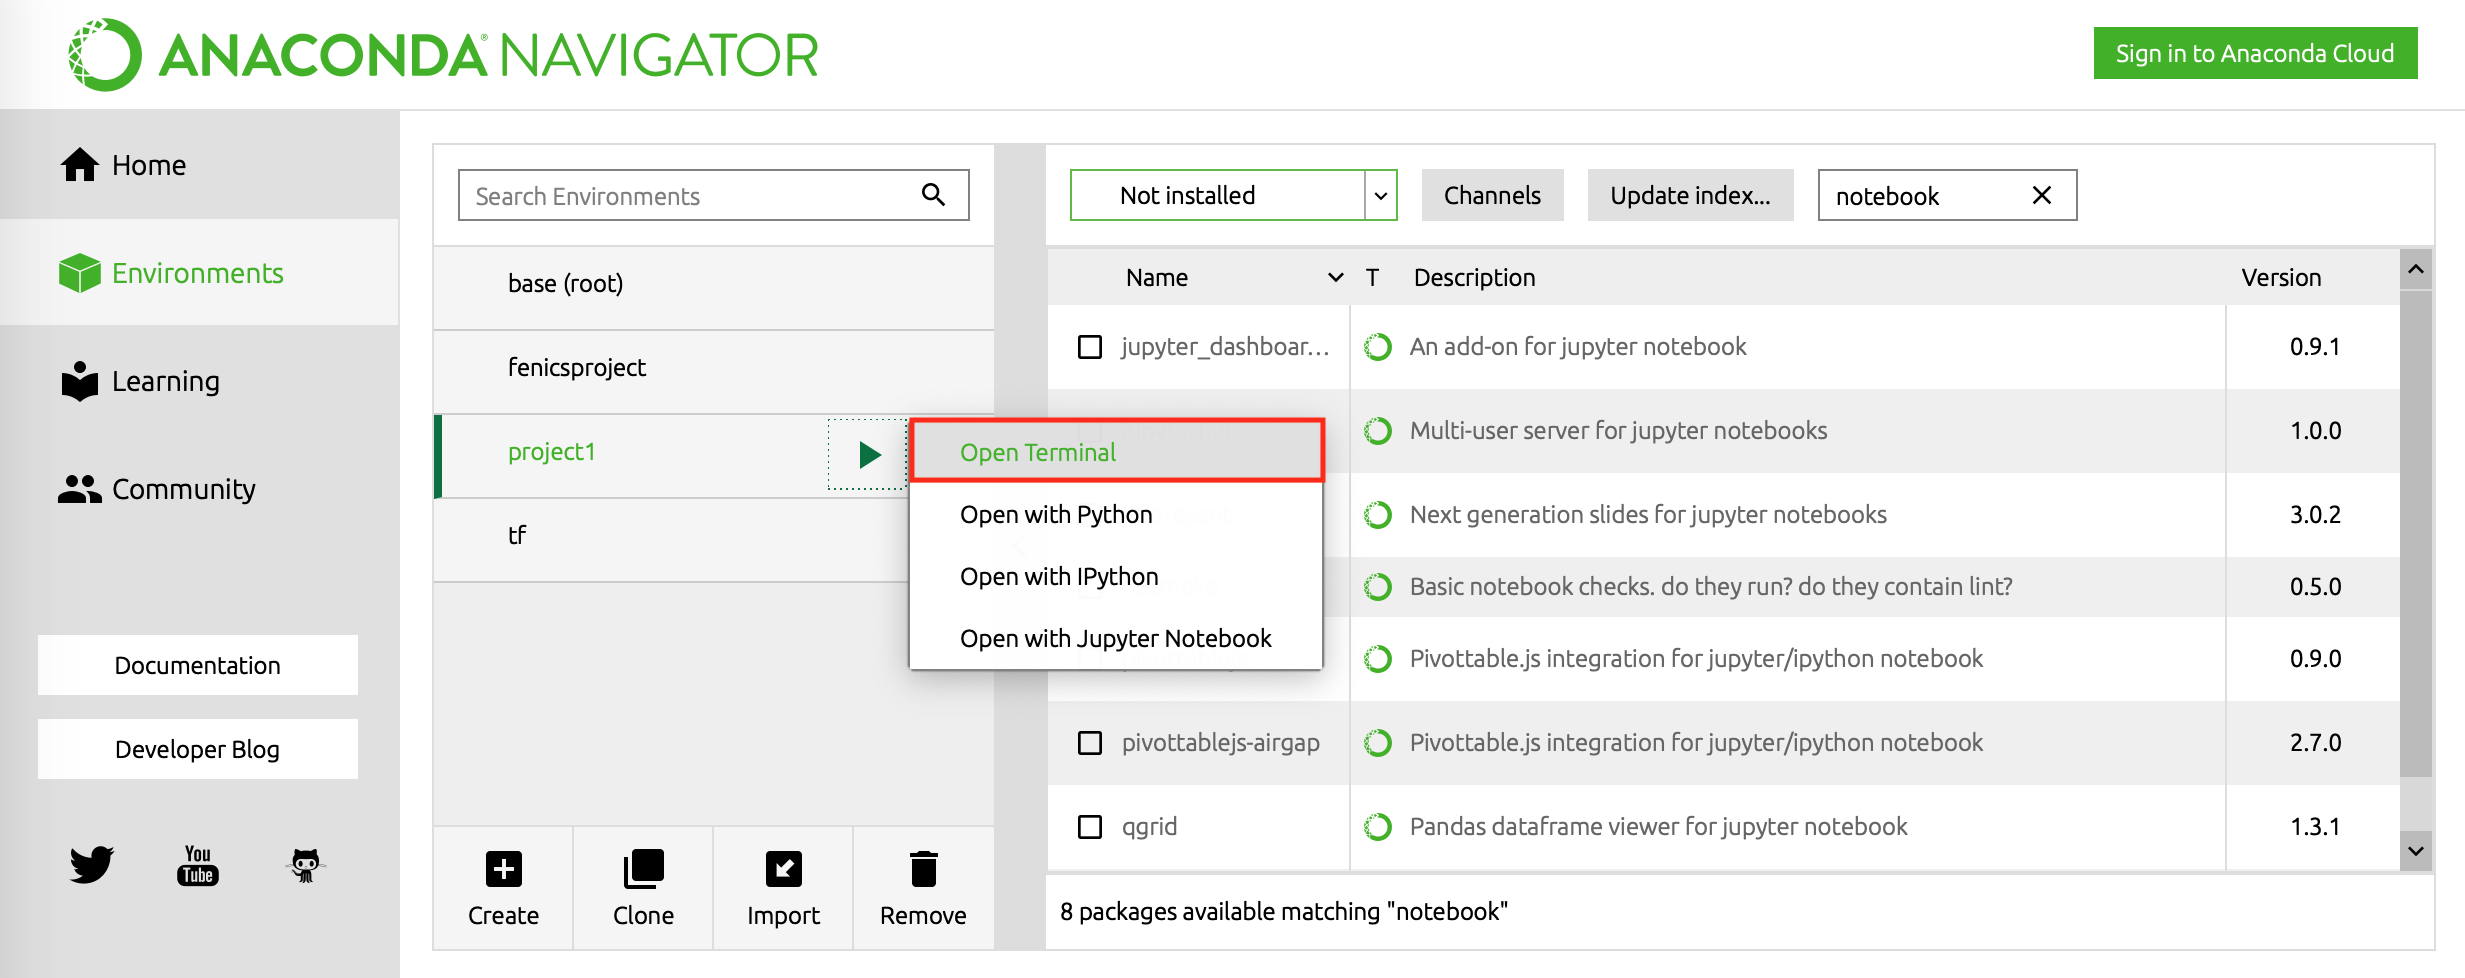 ANACONDA® NAVIGATOR
Sign in to Anaconda Cloud
Home
Environments
Learning
Community
Documentation
Developer Blog
You
Tube
Search Environments
base (root)
fenicsproject
project1
tf
Create
Clone
Import
Remove
Open Terminal
Open with Python
Open with IPython
Open with Jupyter Notebook
Not installed
Channels
Update index...
notebook
Name T Description Version
jupyter_dashboar... An add-on for jupyter notebook 0.9.1
Multi-user server for jupyter notebooks 1.0.0
Next generation slides for jupyter notebooks 3.0.2
Basic notebook checks. do they run? do they contain lint? 0.5.0
Pivottable.js integration for jupyter/ipython notebook 0.9.0
pivottablejs-airgap Pivottable.js integration for jupyter/ipython notebook 2.7.0
qgrid Pandas dataframe viewer for jupyter notebook 1.3.1
8 packages available matching "notebook"